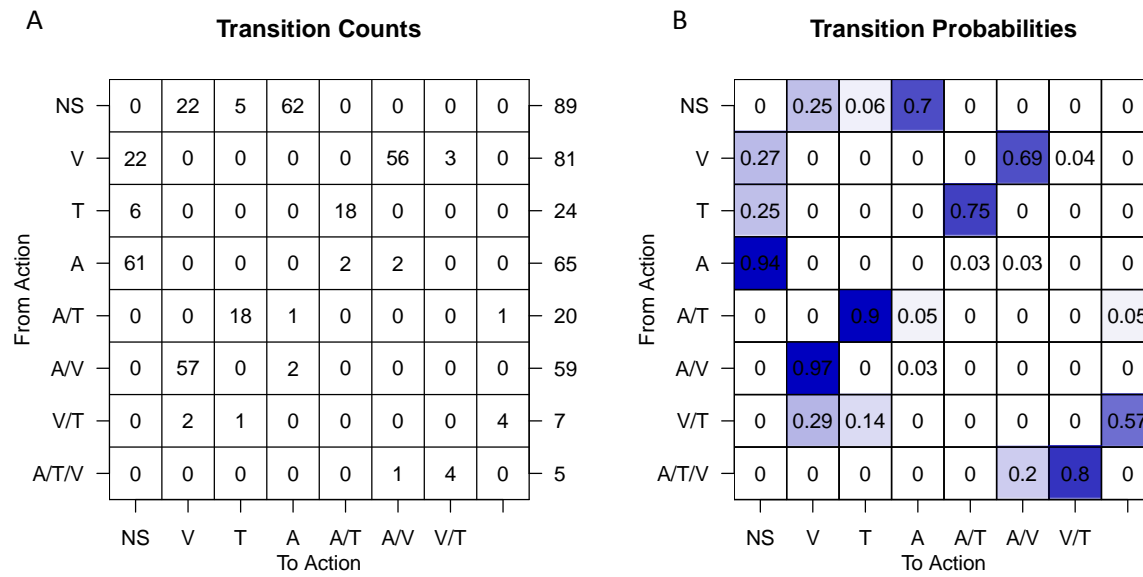 A
Transition Counts
NS 0 22 5 62 0 0 0 0 89
V 22 0 0 0 0 56 3 0 81
T 6 0 0 0 18 0 0 0 24
A 61 0 0 0 2 2 0 0 65
A/T 0 0 18 1 0 0 0 1 20
A/V 0 57 0 2 0 0 0 0 59
V/T 0 2 1 0 0 0 0 4 7
A/T/V 0 0 0 0 0 1 4 0 5
NS V T A A/T A/V V/T
From Action
To Action
B
Transition Probabilities
NS 0 0.25 0.06 0.7 0 0 0 0
V 0.27 0 0 0 0 0.69 0.04 0
T 0.25 0 0 0 0.75 0 0 0
A 0.94 0 0 0 0.03 0.03 0 0
A/T 0 0 0.9 0.05 0 0 0 0.05
A/V 0 0.97 0 0.03 0 0 0 0
V/T 0 0.29 0.14 0 0 0 0 0.57
A/T/V 0 0 0 0 0 0.2 0.8 0
NS V T A A/T A/V V/T
From Action
To Action